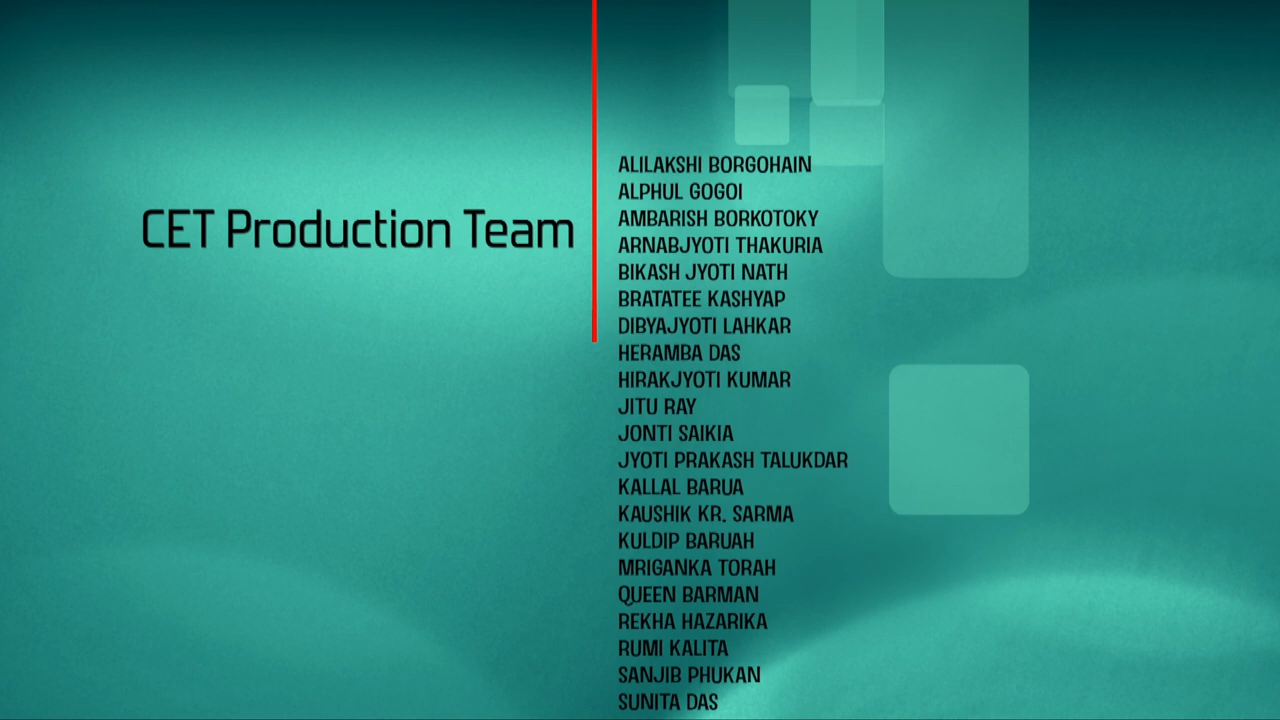 CET Production Team
ALILAKSHI BORGOHAIN
ALPHUL GOGOI
AMBARISH BORKOTOKY
ARNABJYOTI THAKURIA
BIKASH JYOTI NATH
BRATATEE KASHYAP
DIBYAJYOTI LAHKAR
HERAMBA DAS
HIRAKJYOTI KUMAR
JITU RAY
JONTI SAIKIA
JYOTI PRAKASH TALUKDAR
KALLAL BARUA
KAUSHIK KR. SARMA
KULDIP BARUAH
MRIGANKA TORAH
QUEEN BARMAN
REKHA HAZARIKA
RUMI KALITA
SANJIB PHUKAN
SUNITA DAS